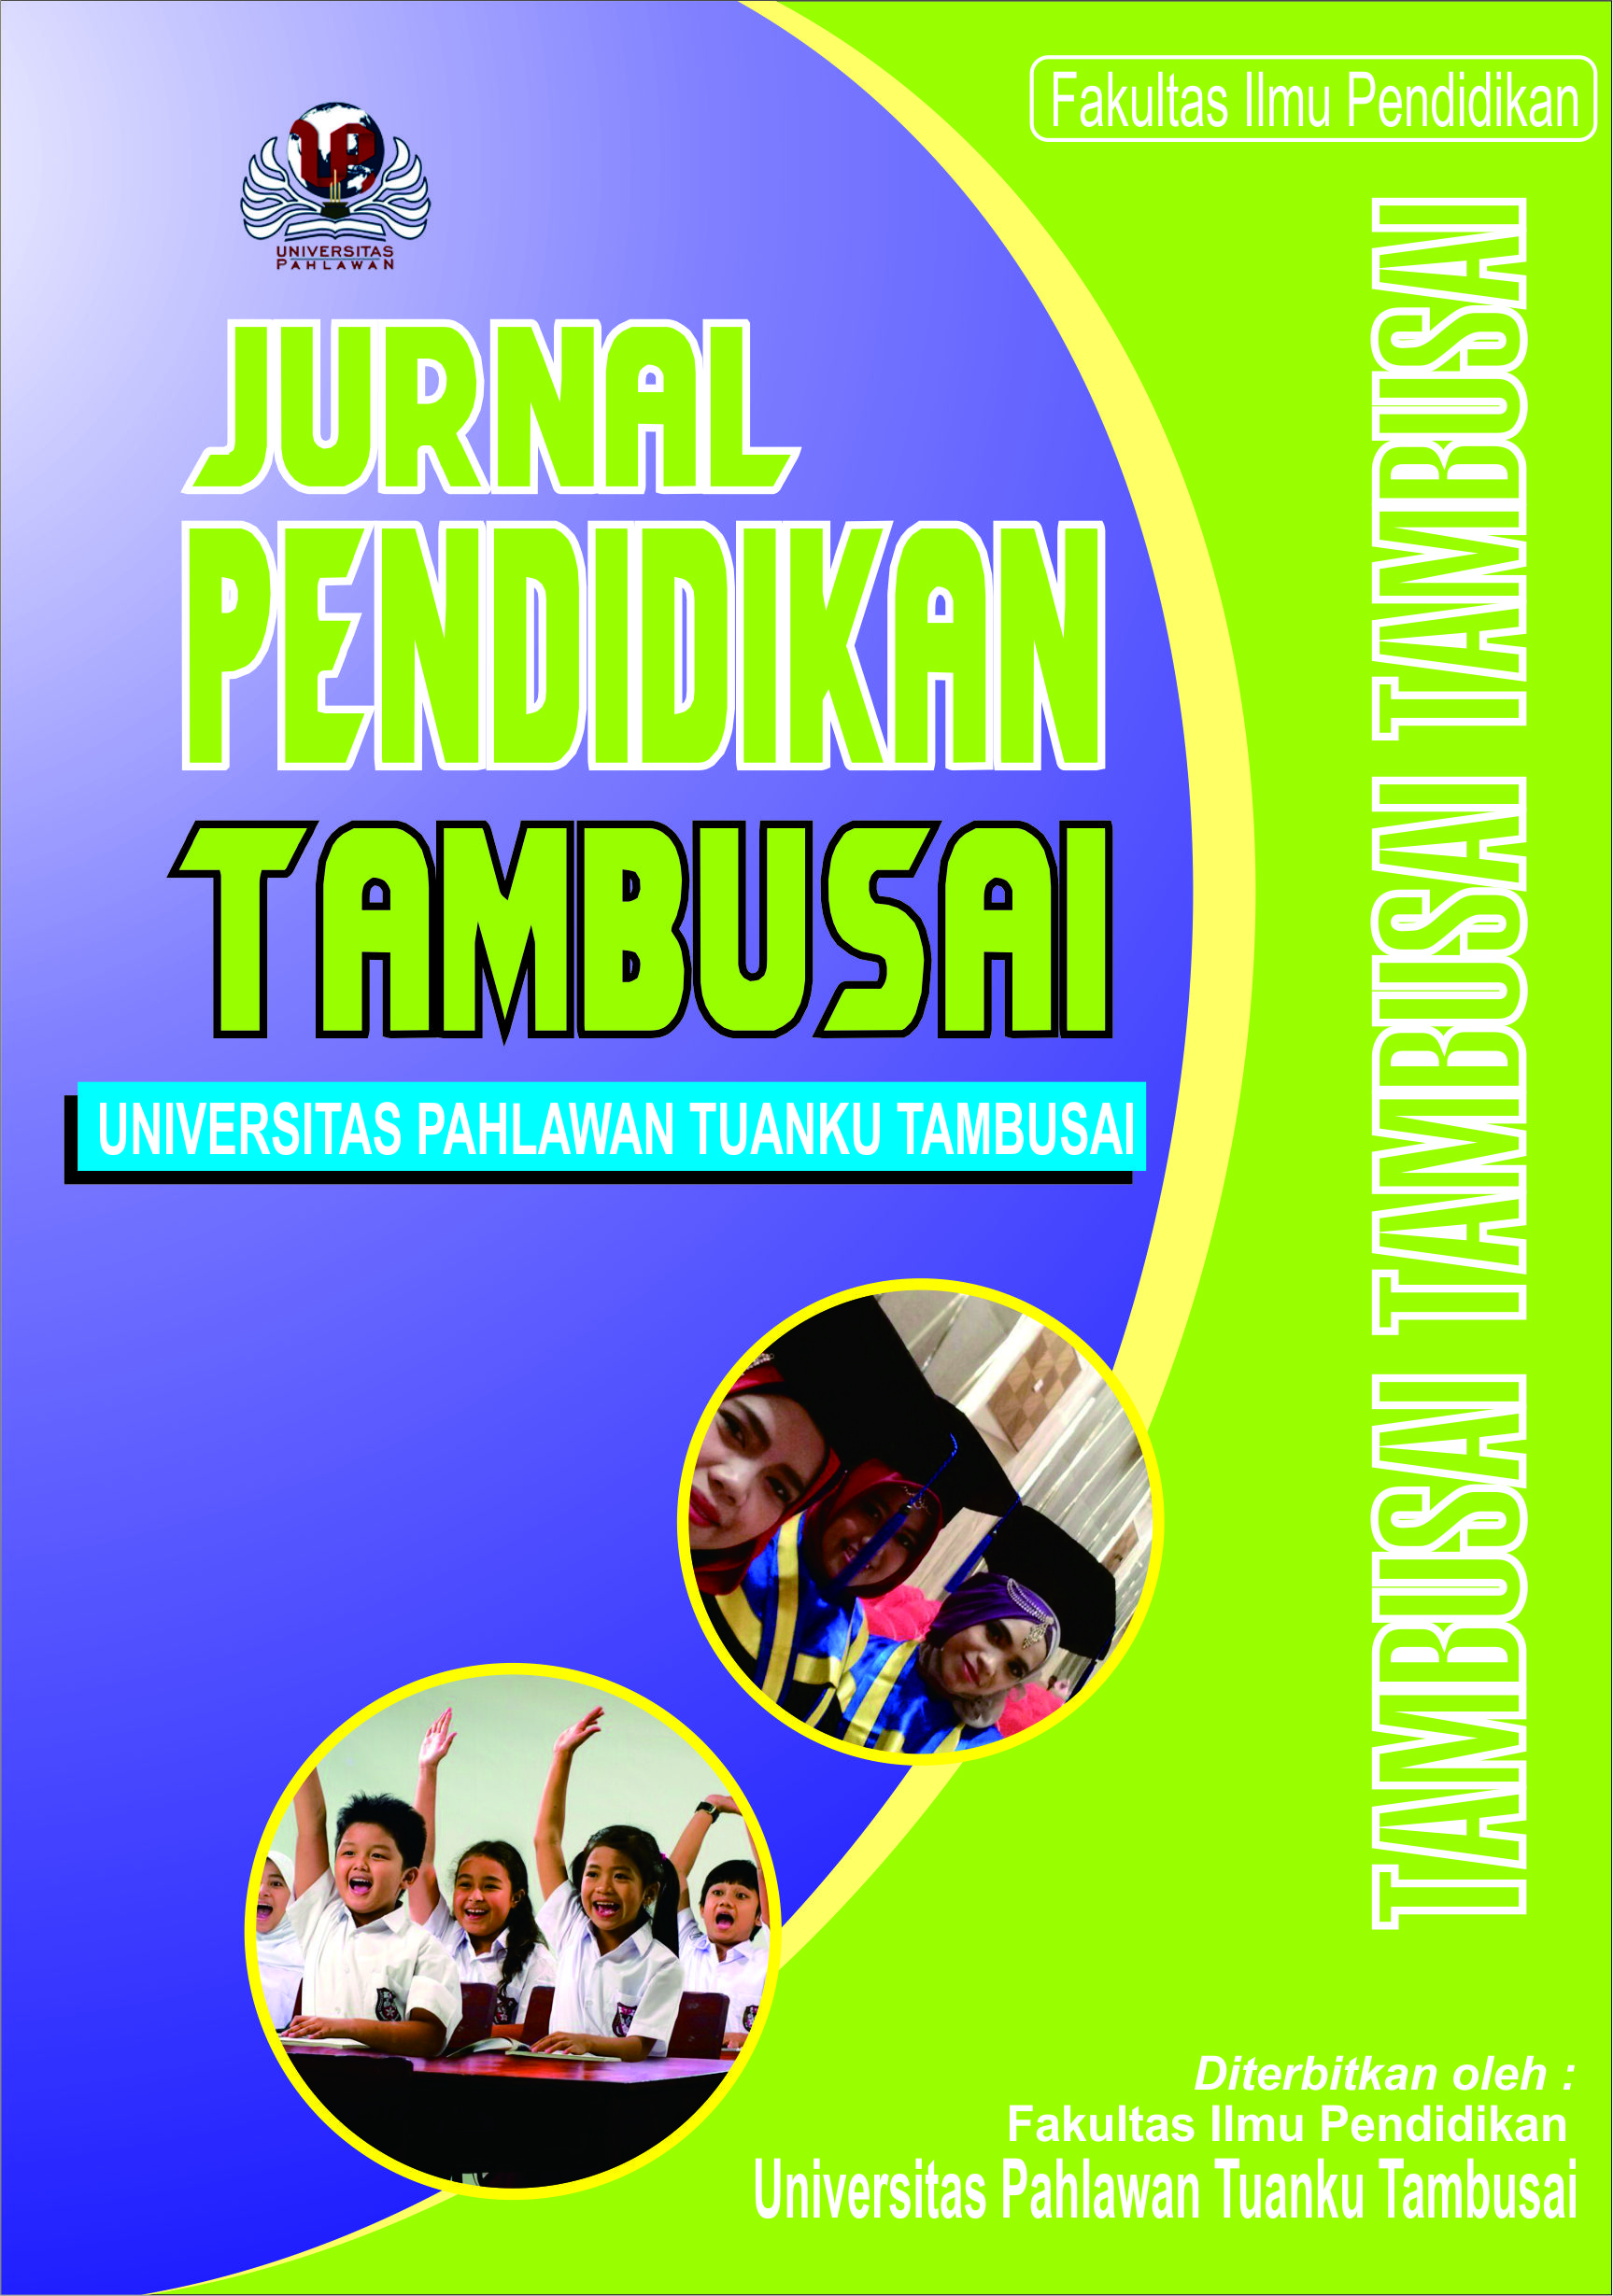 Fakultas Ilmu Pendidikan
UNIVERSITAS
PAHLAWAN
JURNAL
PENDIDIKAN
TAMBUSAI
UNIVERSITAS PAHLAWAN TUANKU TAMBUSAI
TAMBUSAI TAMBUSAI TAMBUSAI
Diterbitkan oleh :
Fakultas Ilmu Pendidikan
Universitas Pahlawan Tuanku Tambusai